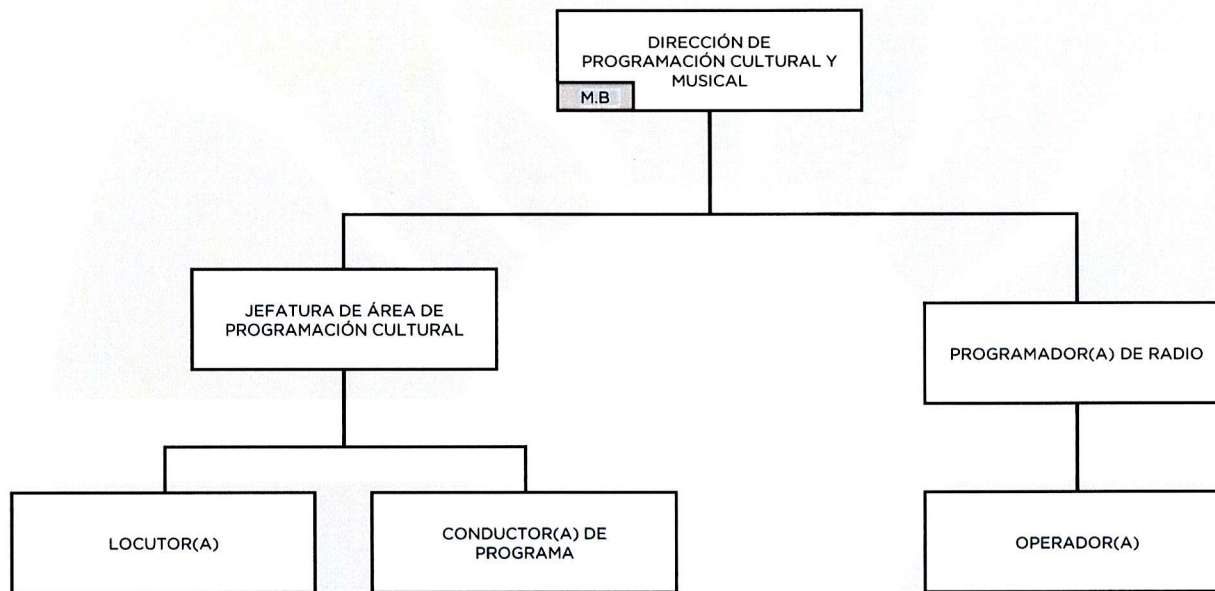 DIRECCIÓN DE
PROGRAMACIÓN CULTURAL Y
MUSICAL
M.B
JEFATURA DE ÁREA DE
PROGRAMACIÓN CULTURAL
PROGRAMADOR(A) DE RADIO
LOCUTOR(A)
CONDUCTOR(A) DE
PROGRAMA
OPERADOR(A)